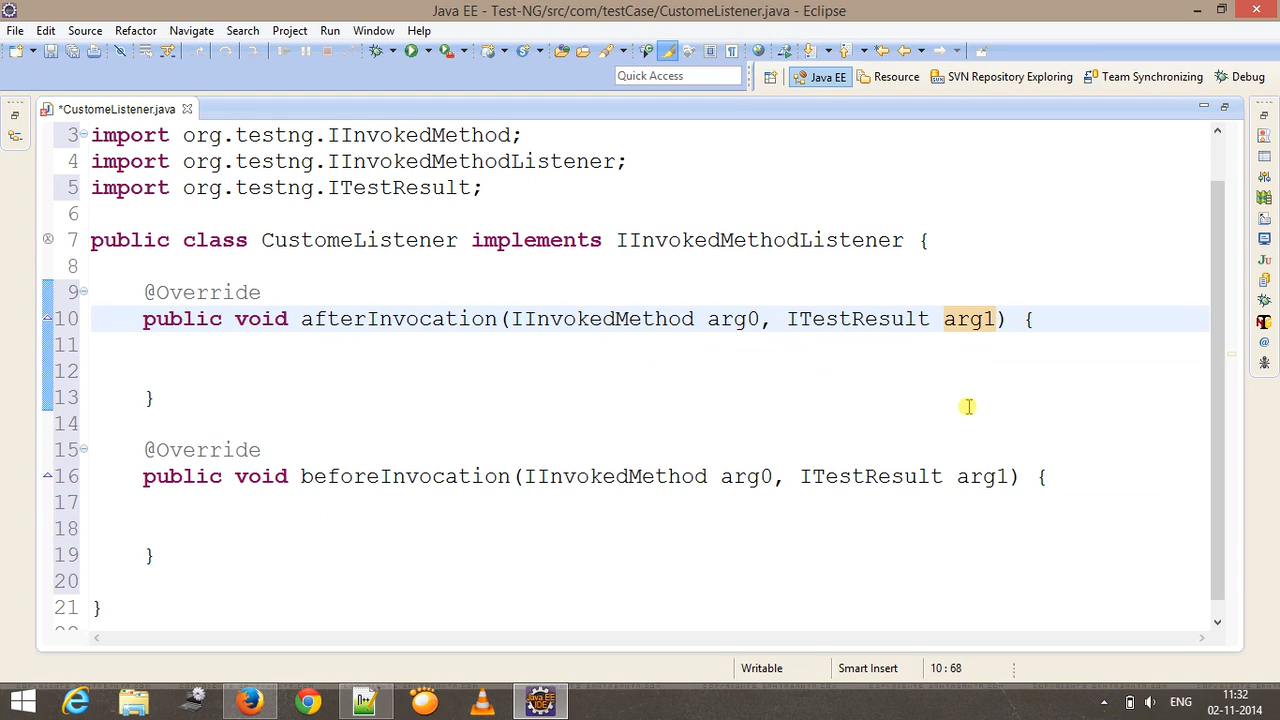 Java EE - Test-NG/src/com/testCase/CustomeListener.java - Eclipse
File Edit Source Refactor Navigate Search Project Run Window Help
Quick Access
Java EE Resource SVN Repository Exploring Team Synchronizing Debug
*CustomeListener.java
3 import org.testng.IInvokedMethod;
4 import org.testng.IInvokedMethodListener;
5 import org.testng.ITestResult;
6
7 public class CustomeListener implements IInvokedMethodListener {
8
9 @Override
10 public void afterInvocation(IInvokedMethod arg0, ITestResult arg1) {
11
12
13 }
14
15 @Override
16 public void beforeInvocation(IInvokedMethod arg0, ITestResult arg1) {
17
18
19 }
20
21 }
Writable Smart Insert 10 : 68
ENG 11:32
02-11-2014